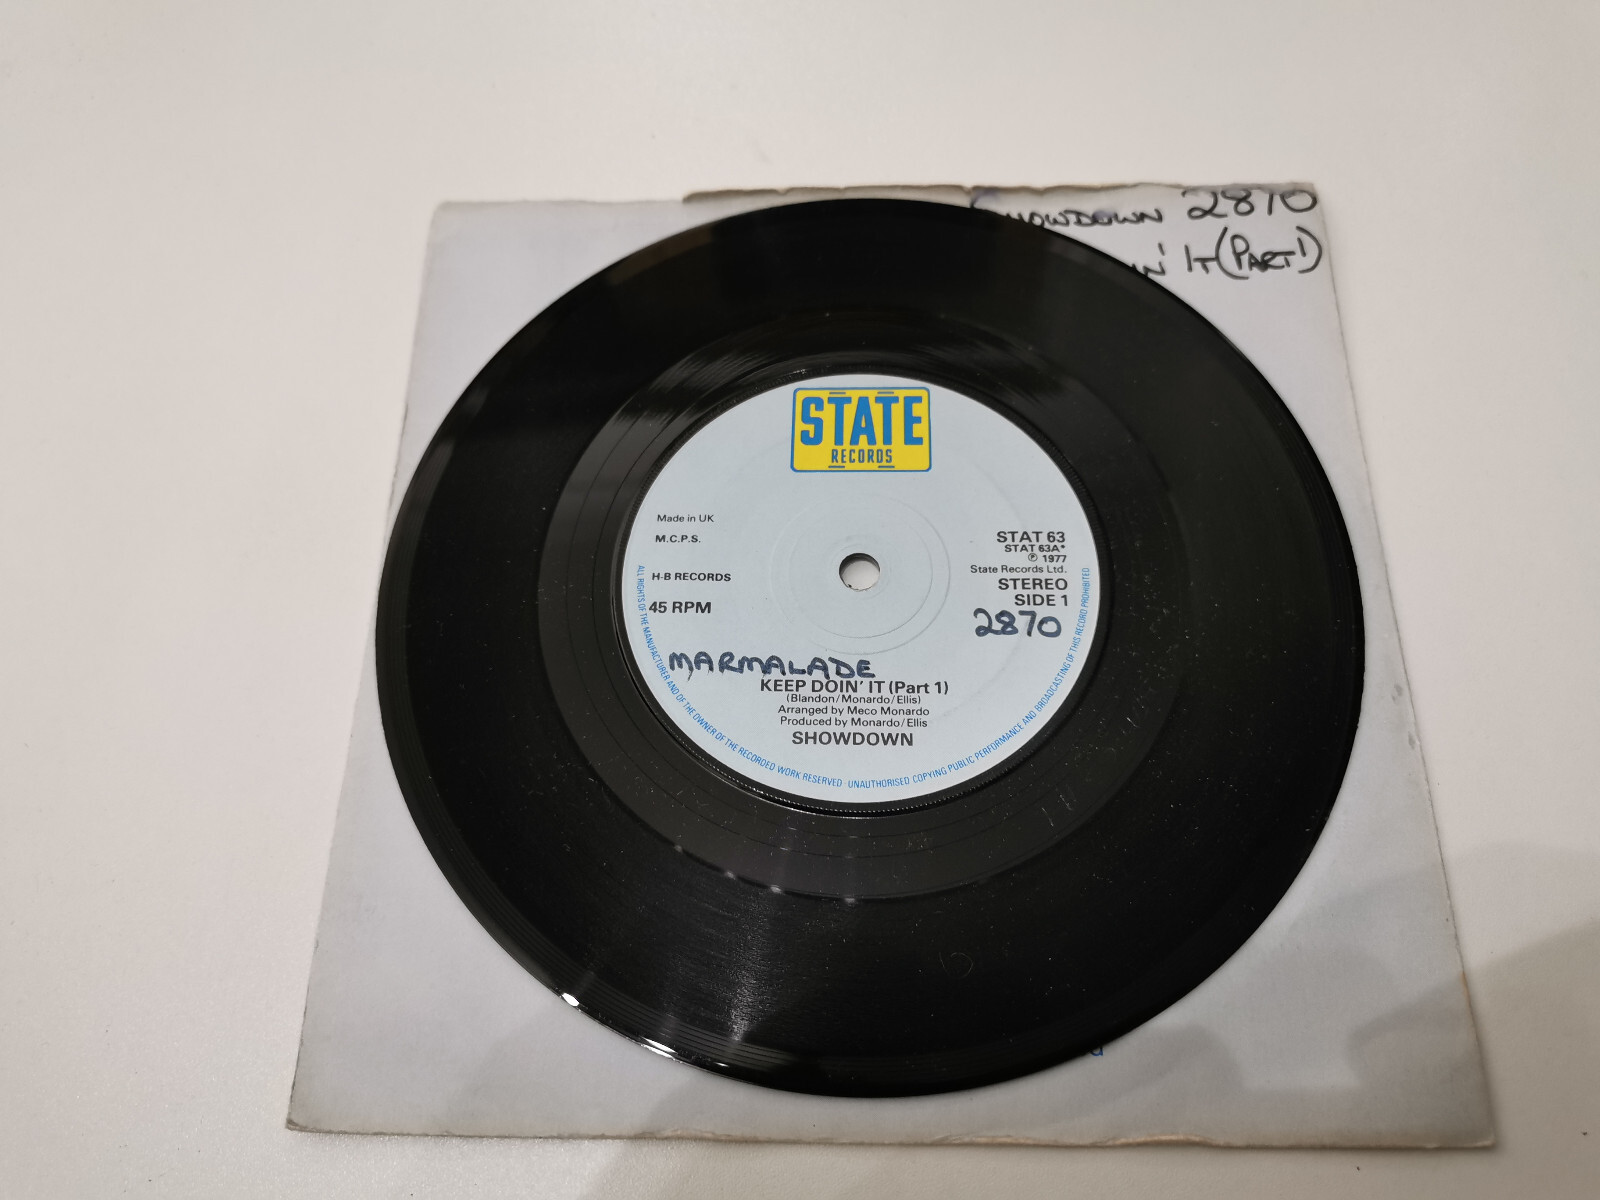 SHOWDOWN 2870
IN' IT (PART 1)
STATE
RECORDS
Made in UK
M.C.P.S.
H-B RECORDS
45 RPM
STAT 63
STAT 63A*
℗ 1977
State Records Ltd.
STEREO
SIDE 1
2870
MARMALADE
KEEP DOIN' IT (Part 1)
(Blandon/Monardo/Ellis)
Arranged by Meco Monardo
Produced by Monardo/Ellis
SHOWDOWN
ALL RIGHTS OF THE MANUFACTURER AND OF THE OWNER OF THE RECORDED WORK RESERVED · UNAUTHORISED COPYING PUBLIC PERFORMANCE AND BROADCASTING OF THIS RECORD PROHIBITED